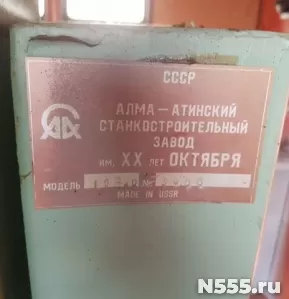 СССР
АЛМА-АТИНСКИЙ
СТАНКОСТРОИТЕЛЬНЫЙ
ЗАВОД
ИМ. XX ЛЕТ ОКТЯБРЯ
МОДЕЛЬ
MADE IN USSR
N555.ru